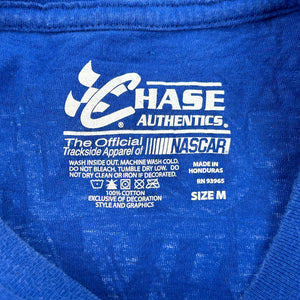 CHASE
AUTHENTICS®
The Official
Trackside Apparel of NASCAR
WASH INSIDE OUT. MACHINE WASH COLD.
DO NOT BLEACH. TUMBLE DRY LOW. DO
NOT DRY CLEAN OR IRON IF DECORATED.
100% COTTON
EXCLUSIVE OF DECORATION
STYLE AND GRAPHICS
MADE IN
HONDURAS
RN 93965
SIZE M